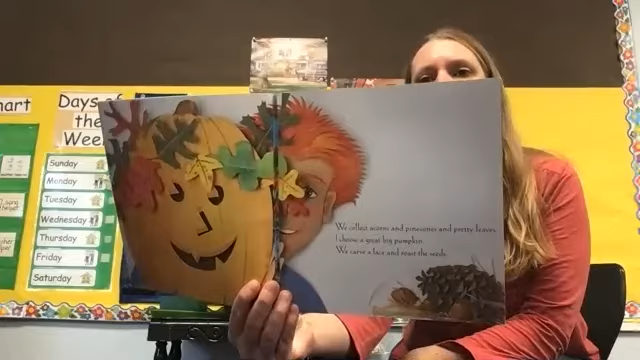 hart
Days of
the
Week
Sunday
Monday
Tuesday
Wednesday
Thursday
Friday
Saturday
We collect acorns and pinecones and pretty leaves.
I choose a great big pumpkin.
We carve a face and roast the seeds.